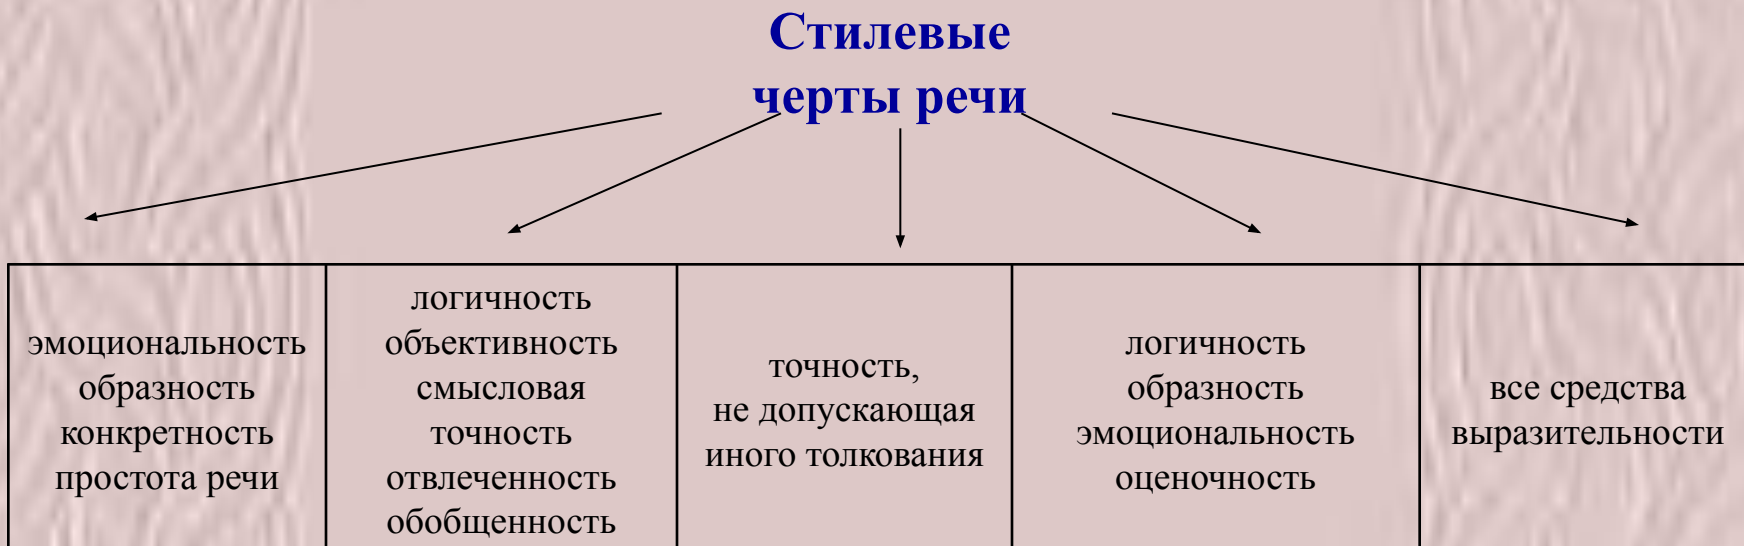 Стилевые
черты речи
эмоциональность
образность
конкретность
простота речи
логичность
объективность
смысловая
точность
отвлеченность
обобщенность
точность,
не допускающая
иного толкования
логичность
образность
эмоциональность
оценочность
все средства
выразительности